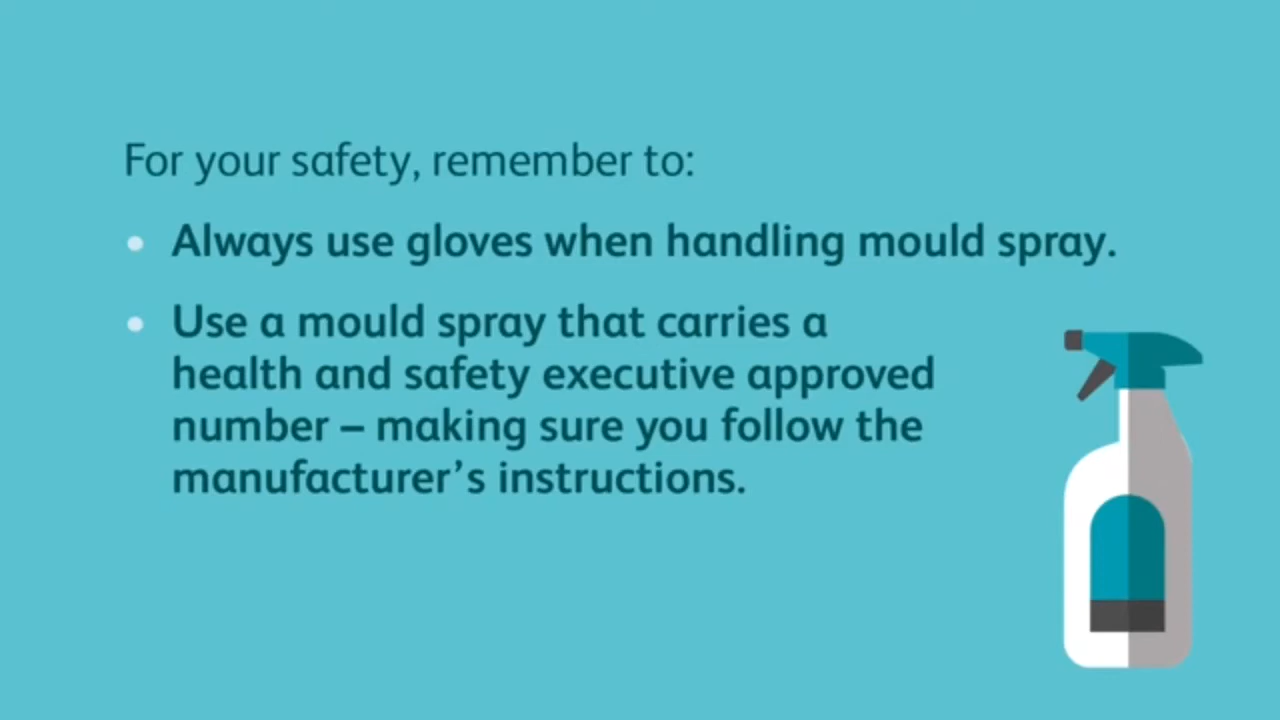 For your safety, remember to:
• Always use gloves when handling mould spray.
• Use a mould spray that carries a
health and safety executive approved
number – making sure you follow the
manufacturer’s instructions.